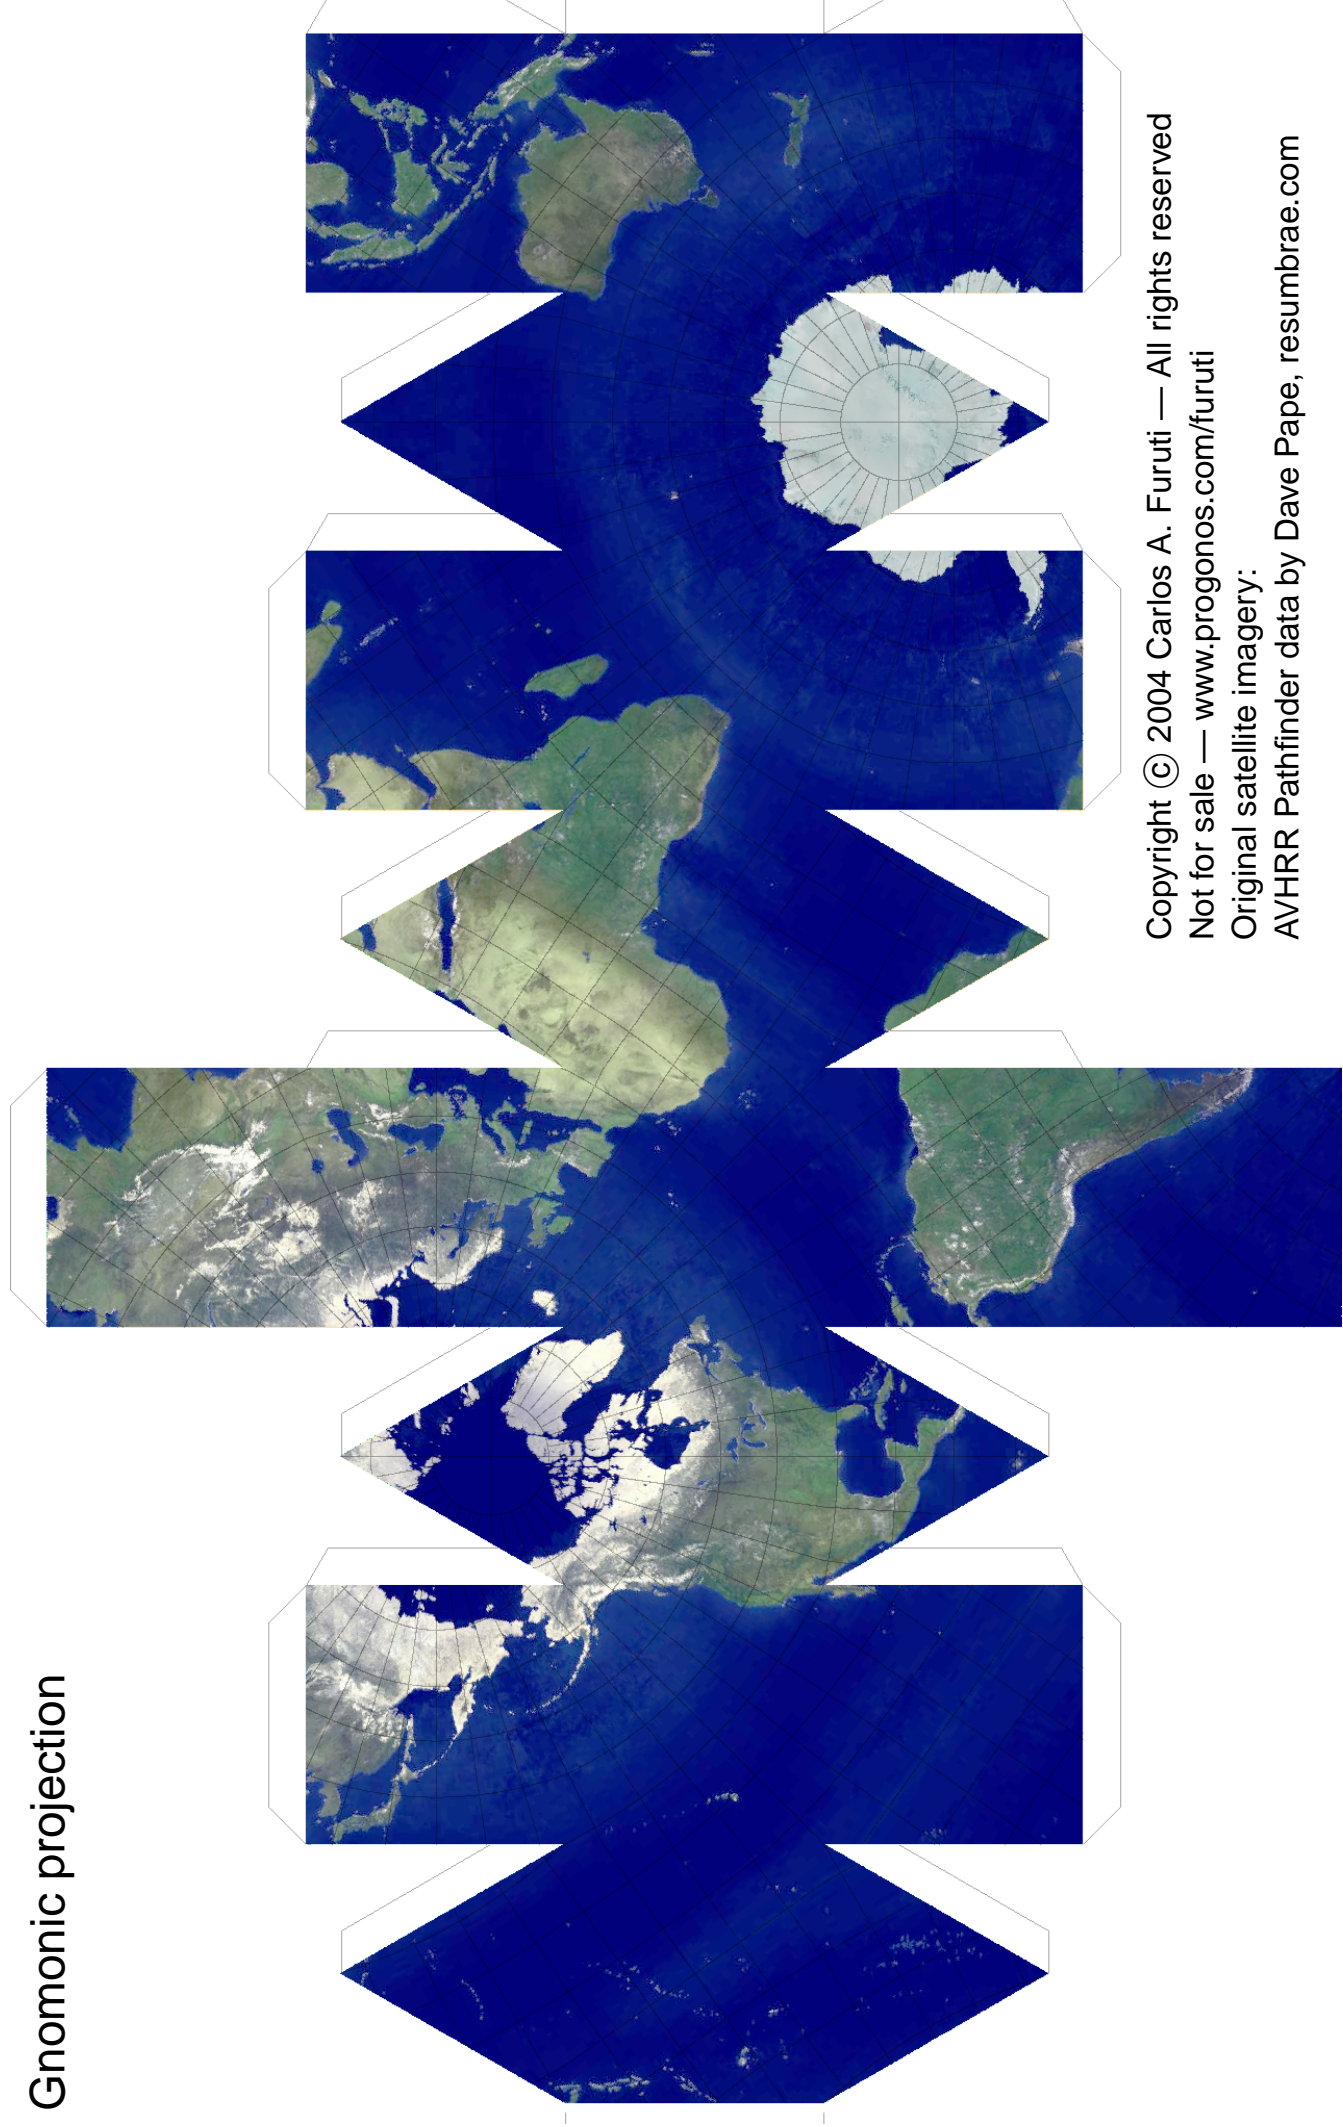 Gnomonic projection
Copyright © 2004 Carlos A. Furuti — All rights reserved
Not for sale — www.progonos.com/furuti
Original satellite imagery:
AVHRR Pathfinder data by Dave Pape, resumbrae.com